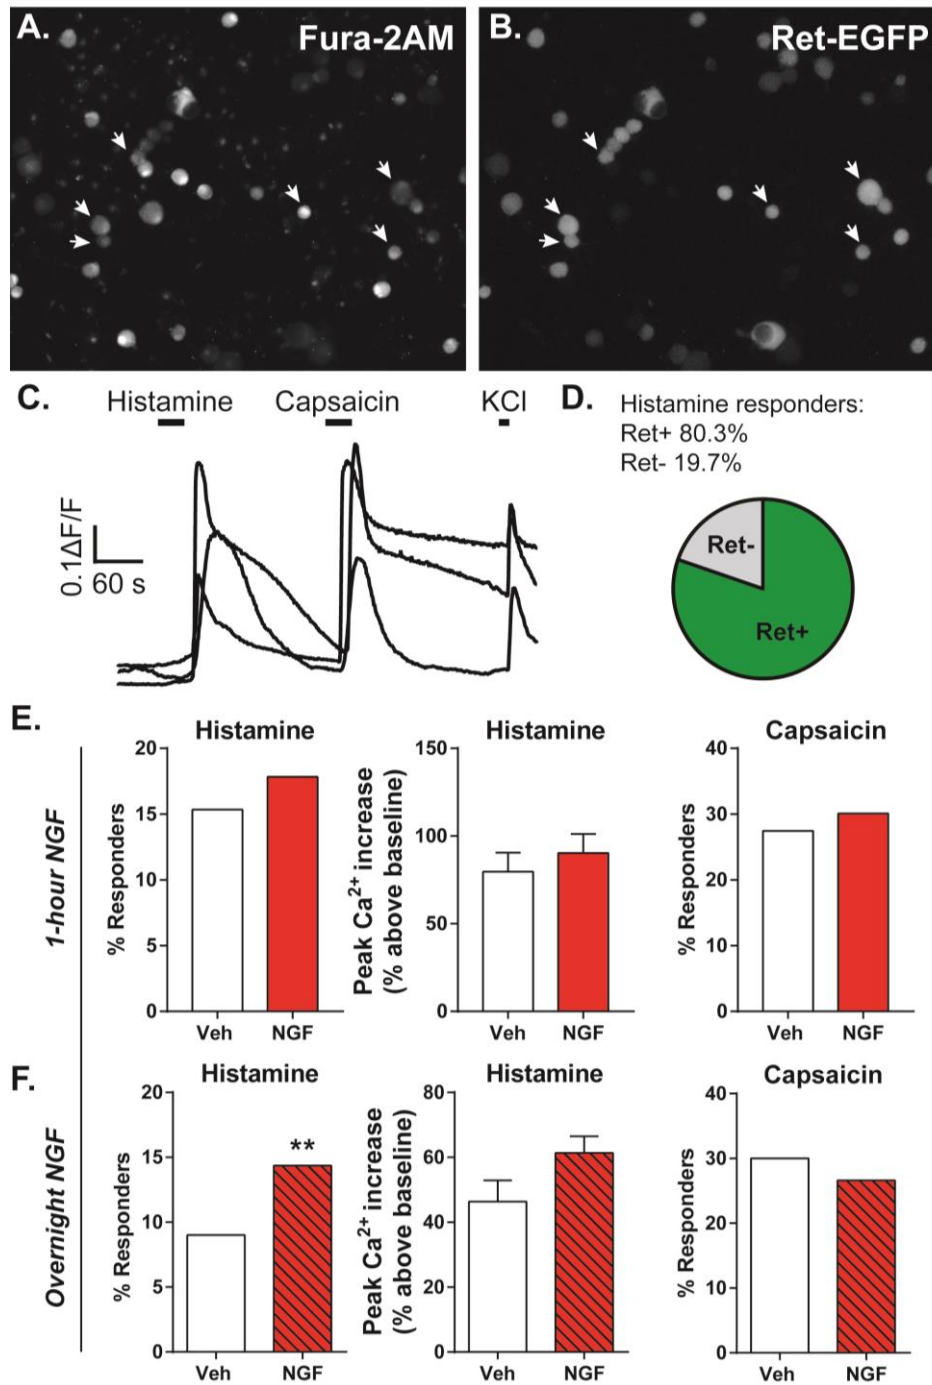 A.
Fura-2AM
B.
Ret-EGFP
C.
Histamine
Capsaicin
KCl
0.1ΔF/F
60 s
D.
Histamine responders:
Ret+ 80.3%
Ret- 19.7%
Ret-
Ret+
E.
1-hour NGF
Histamine
% Responders
20
15
10
5
0
Veh
NGF
Histamine
Peak Ca²⁺ increase
(% above baseline)
150
100
50
0
Veh
NGF
Capsaicin
% Responders
40
30
20
10
0
Veh
NGF
F.
Overnight NGF
Histamine
% Responders
20
15
10
5
0
**
Veh
NGF
Histamine
Peak Ca²⁺ increase
(% above baseline)
80
60
40
20
0
Veh
NGF
Capsaicin
% Responders
40
30
20
10
0
Veh
NGF